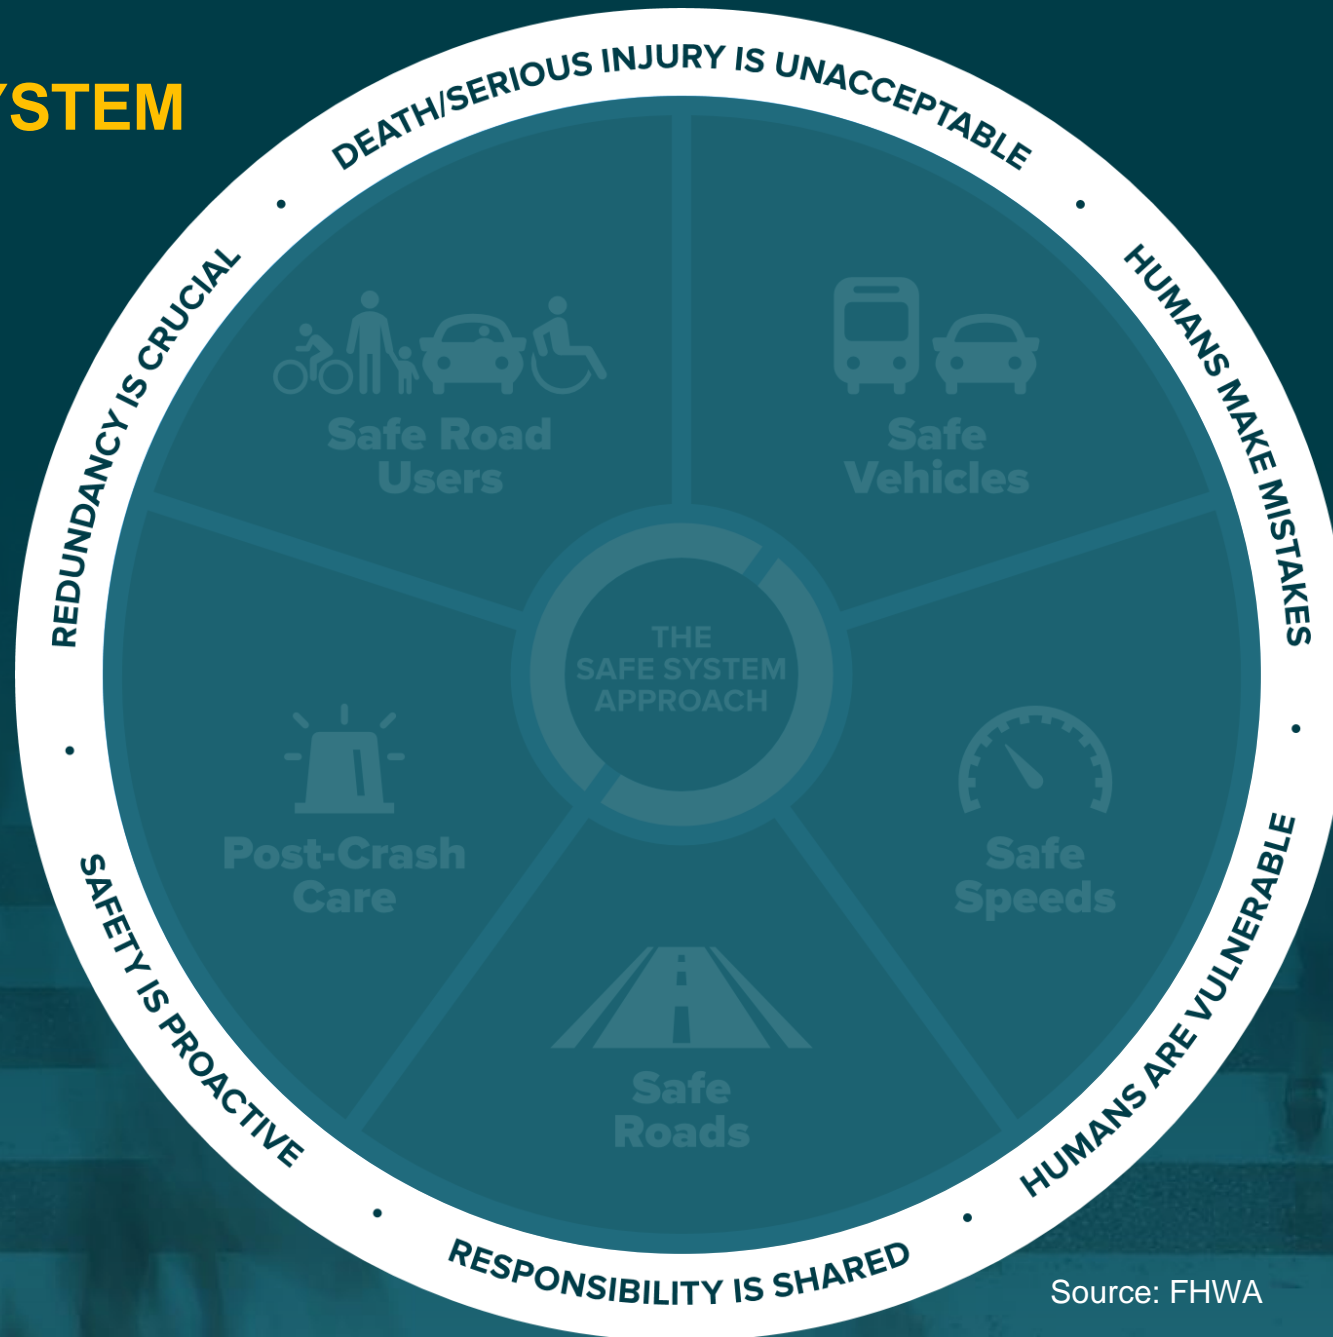 YSTEM
DEATH/SERIOUS INJURY IS UNACCEPTABLE
HUMANS MAKE MISTAKES
HUMANS ARE VULNERABLE
RESPONSIBILITY IS SHARED
SAFETY IS PROACTIVE
REDUNDANCY IS CRUCIAL
Safe Road
Users
Safe
Vehicles
THE
SAFE SYSTEM
APPROACH
Post-Crash
Care
Safe
Speeds
Safe
Roads
Source: FHWA